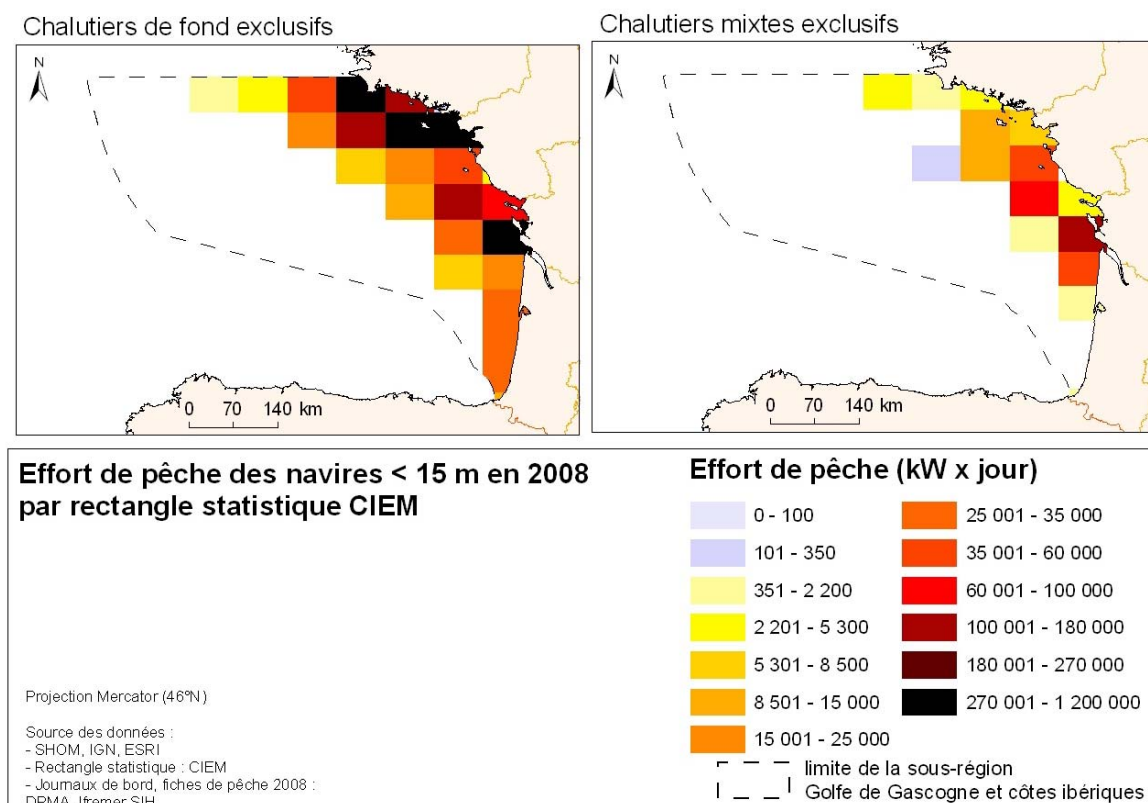 Chalutiers de fond exclusifs
Chalutiers mixtes exclusifs
N
N
0 70 140 km
0 70 140 km
Effort de pêche des navires < 15 m en 2008
par rectangle statistique CIEM
Projection Mercator (46°N)
Source des données :
- SHOM, IGN, ESRI
- Rectangle statistique : CIEM
- Journaux de bord, fiches de pêche 2008 :
DPMA, Ifremer SIH
Effort de pêche (kW x jour)
0 - 100
101 - 350
351 - 2 200
2 201 - 5 300
5 301 - 8 500
8 501 - 15 000
15 001 - 25 000
25 001 - 35 000
35 001 - 60 000
60 001 - 100 000
100 001 - 180 000
180 001 - 270 000
270 001 - 1 200 000
limite de la sous-région
Golfe de Gascogne et côtes ibériques